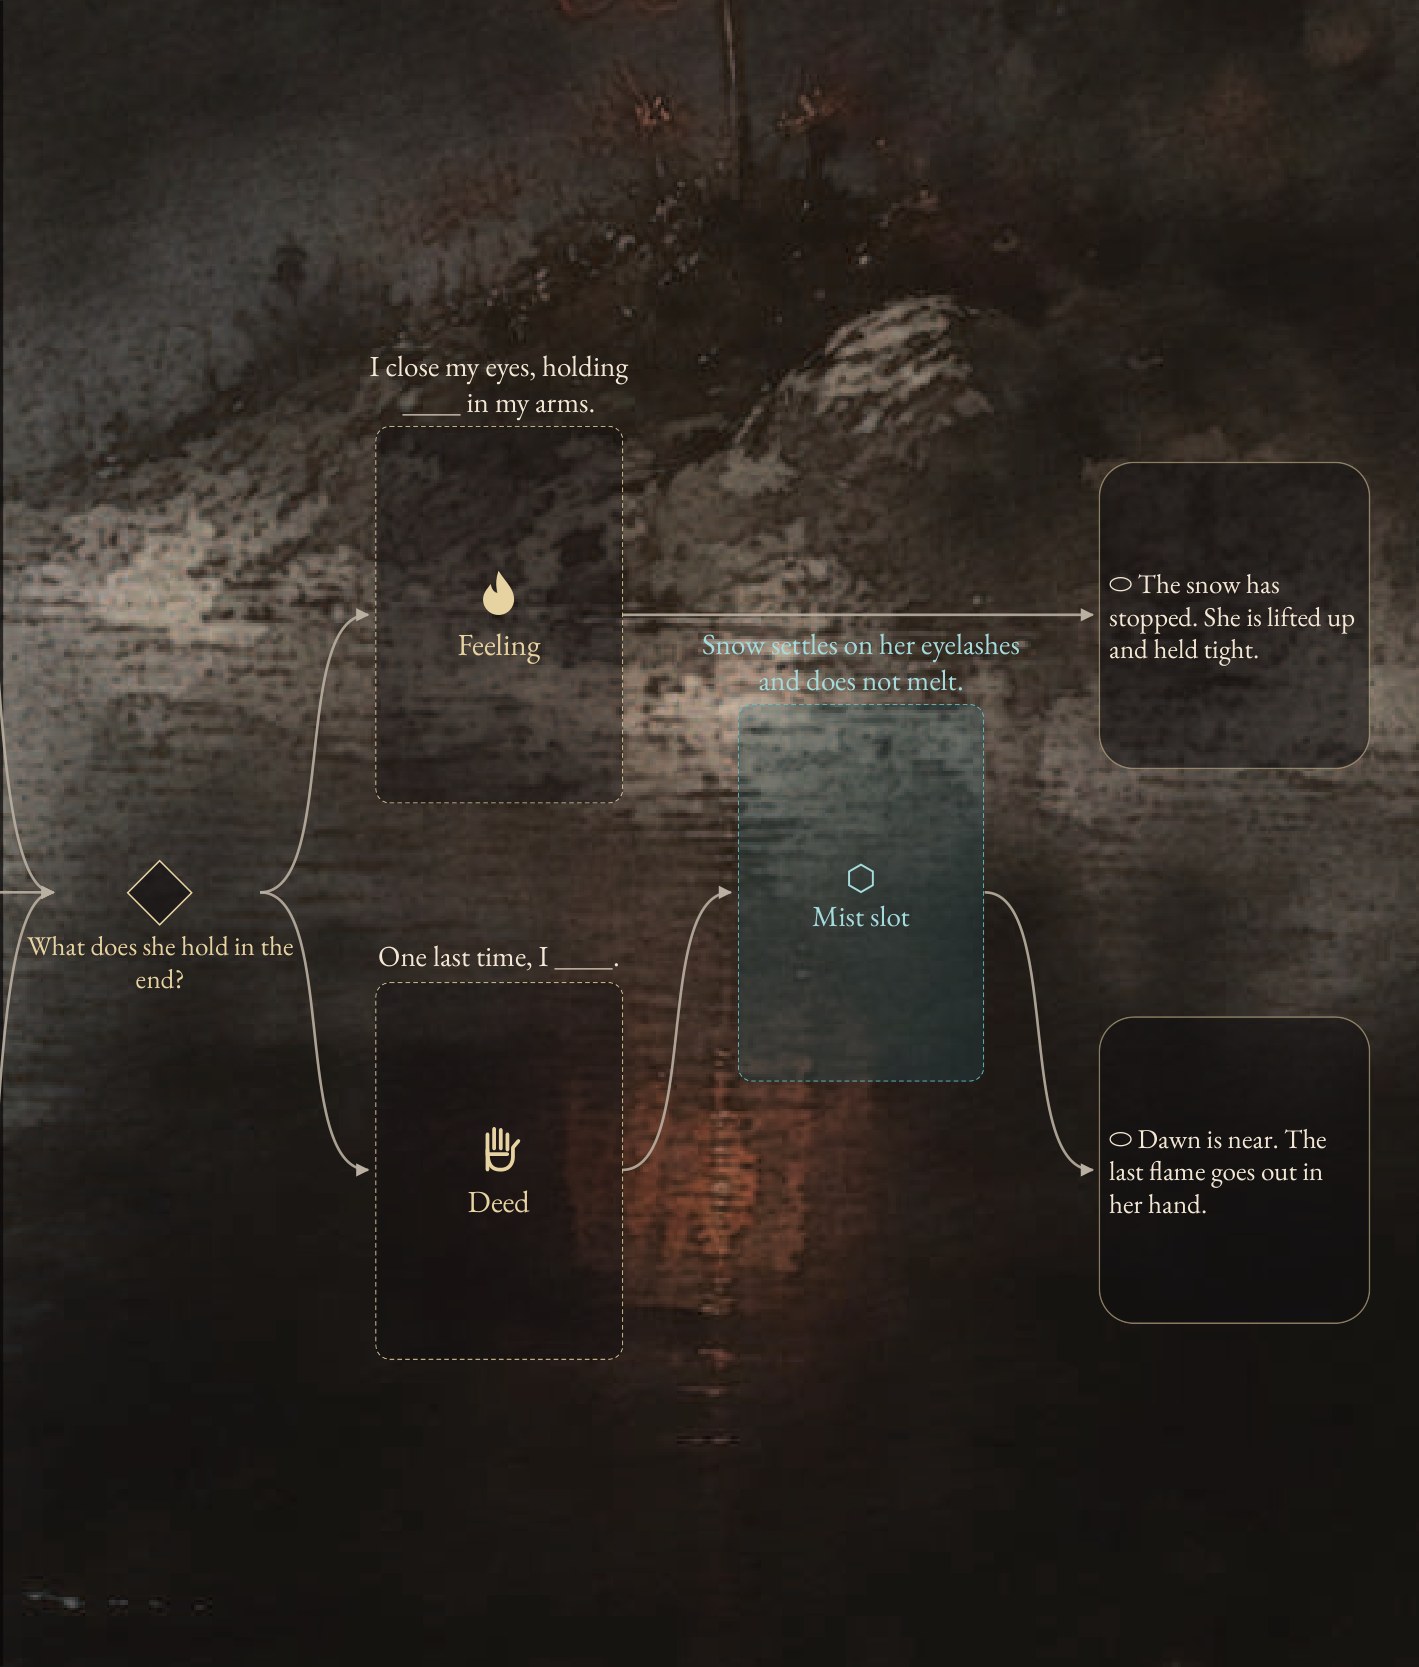 I close my eyes, holding
_____ in my arms.
Feeling
The snow has
stopped. She is lifted up
and held tight.
Snow settles on her eyelashes
and does not melt.
Mist slot
What does she hold in the
end?
One last time, I _____.
Deed
Dawn is near. The
last flame goes out in
her hand.